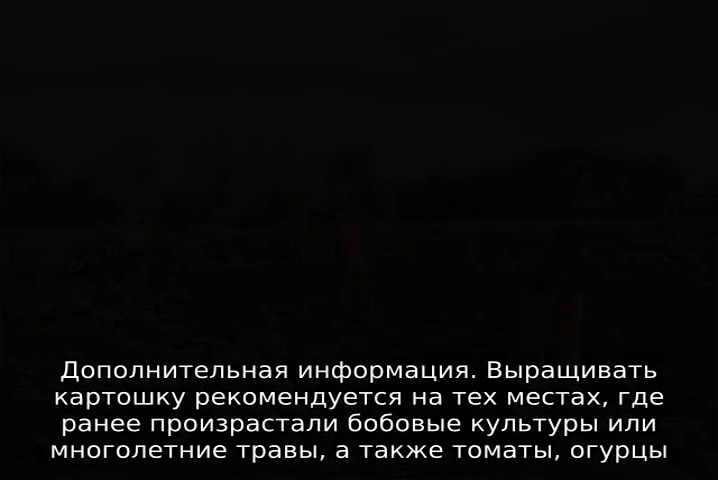 Дополнительная информация. Выращивать
картошку рекомендуется на тех местах, где
ранее произрастали бобовые культуры или
многолетние травы, а также томаты, огурцы